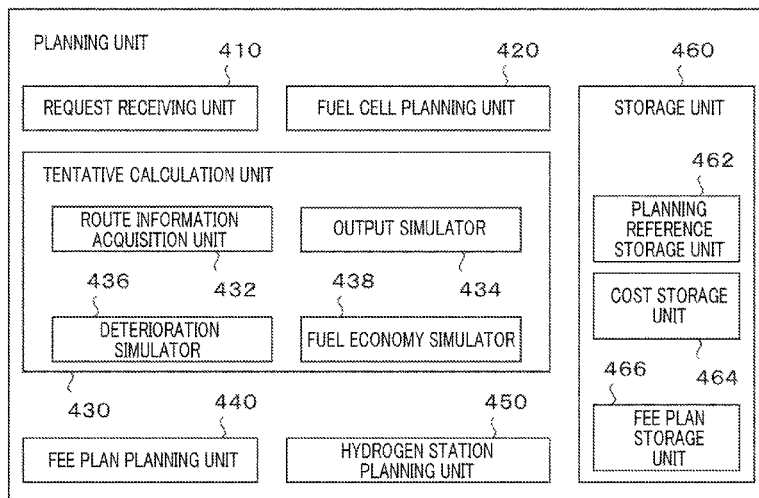 PLANNING UNIT
410
420
460
REQUEST RECEIVING UNIT
FUEL CELL PLANNING UNIT
STORAGE UNIT
TENTATIVE CALCULATION UNIT
462
ROUTE INFORMATION
ACQUISITION UNIT
OUTPUT SIMULATOR
PLANNING
REFERENCE
STORAGE UNIT
436
432
438
434
COST STORAGE
UNIT
DETERIORATION
SIMULATOR
FUEL ECONOMY SIMULATOR
466
464
430
440
450
FEE PLAN PLANNING UNIT
HYDROGEN STATION
PLANNING UNIT
FEE PLAN
STORAGE
UNIT